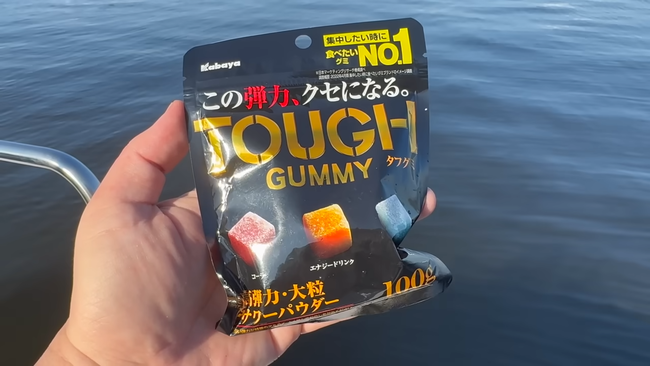 集中したい時に
食べたい
グミ
NO.1
Kabaya
この弾力、クセになる。
TOUGH
GUMMY
タフグミ
エナジードリンク
弾力・大粒
サワーパウダー
100g